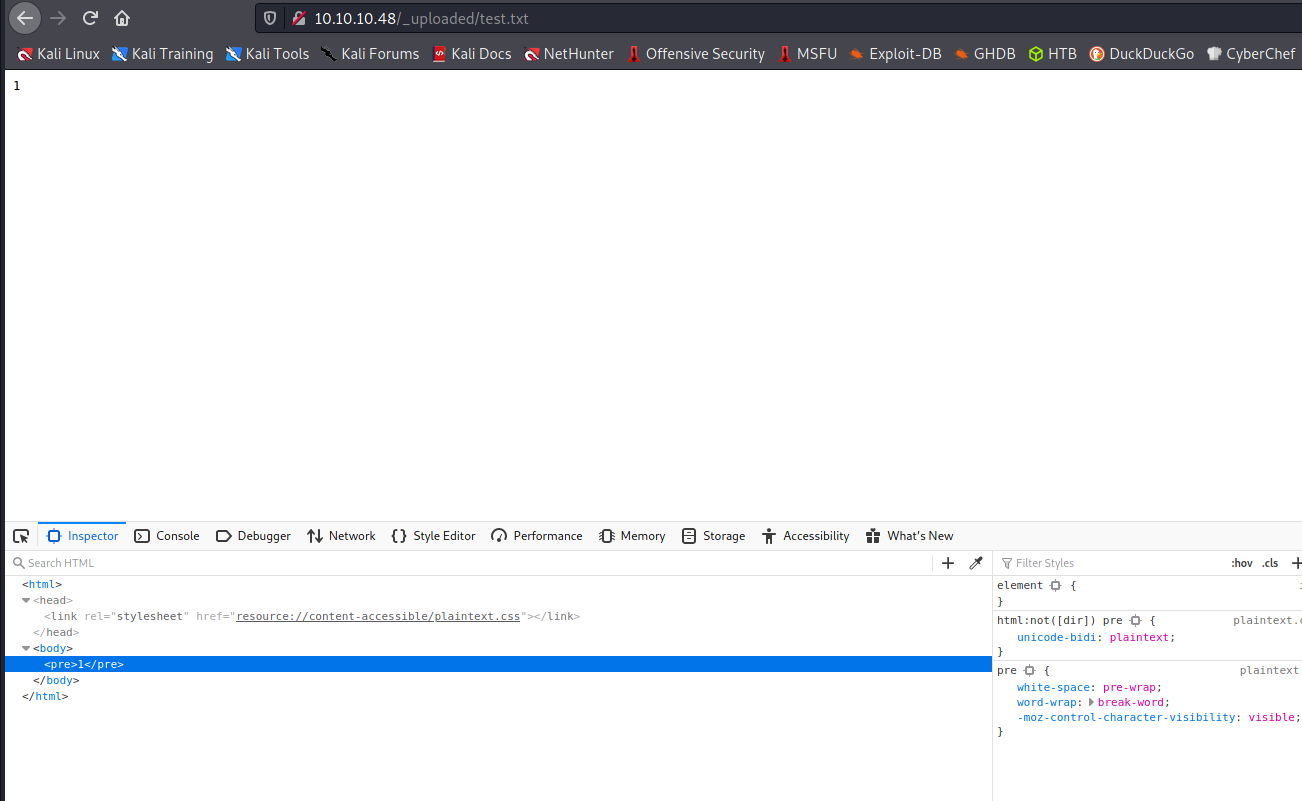 10.10.10.48/_uploaded/test.txt
Kali Linux Kali Training Kali Tools Kali Forums Kali Docs NetHunter Offensive Security MSFU Exploit-DB GHDB HTB DuckDuckGo CyberChef
1
Inspector Console Debugger Network Style Editor Performance Memory Storage Accessibility What's New
Search HTML
Filter Styles :hov .cls
<html>
<head>
<link rel="stylesheet" href="resource://content-accessible/plaintext.css"></link>
</head>
<body>
<pre>1</pre>
</body>
</html>
element {
}
html:not([dir]) pre { plaintext.c
unicode-bidi: plaintext;
}
pre { plaintext
white-space: pre-wrap;
word-wrap: break-word;
-moz-control-character-visibility: visible;
}